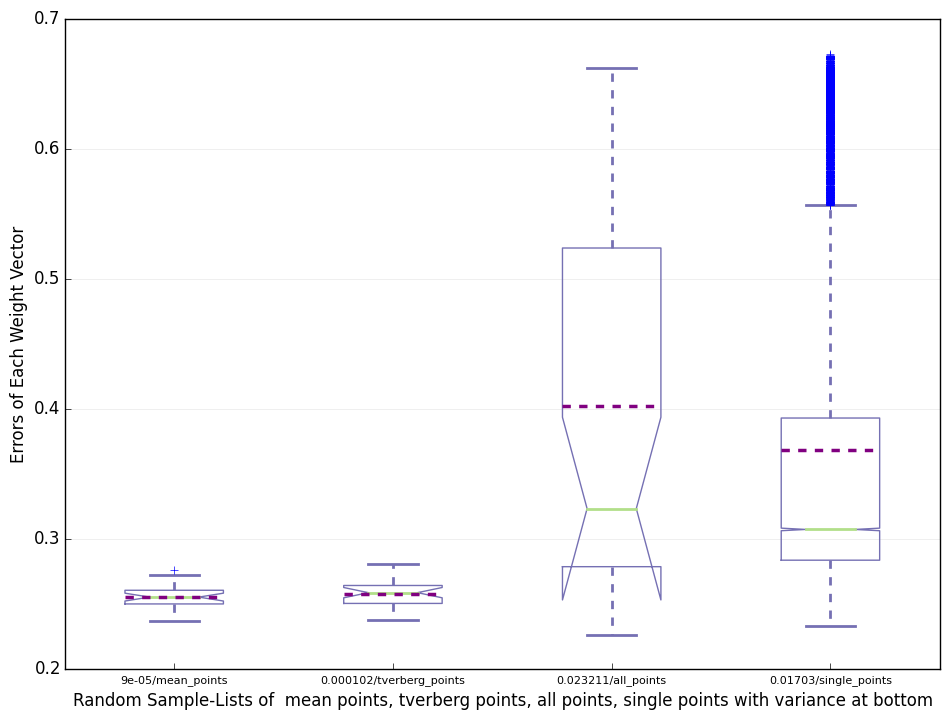 0.7
0.6
0.5
0.4
0.3
0.2
Errors of Each Weight Vector
9e-05/mean_points 0.000102/tverberg_points 0.023211/all_points 0.01703/single_points
Random Sample-Lists of  mean points, tverberg points, all points, single points with variance at bottom